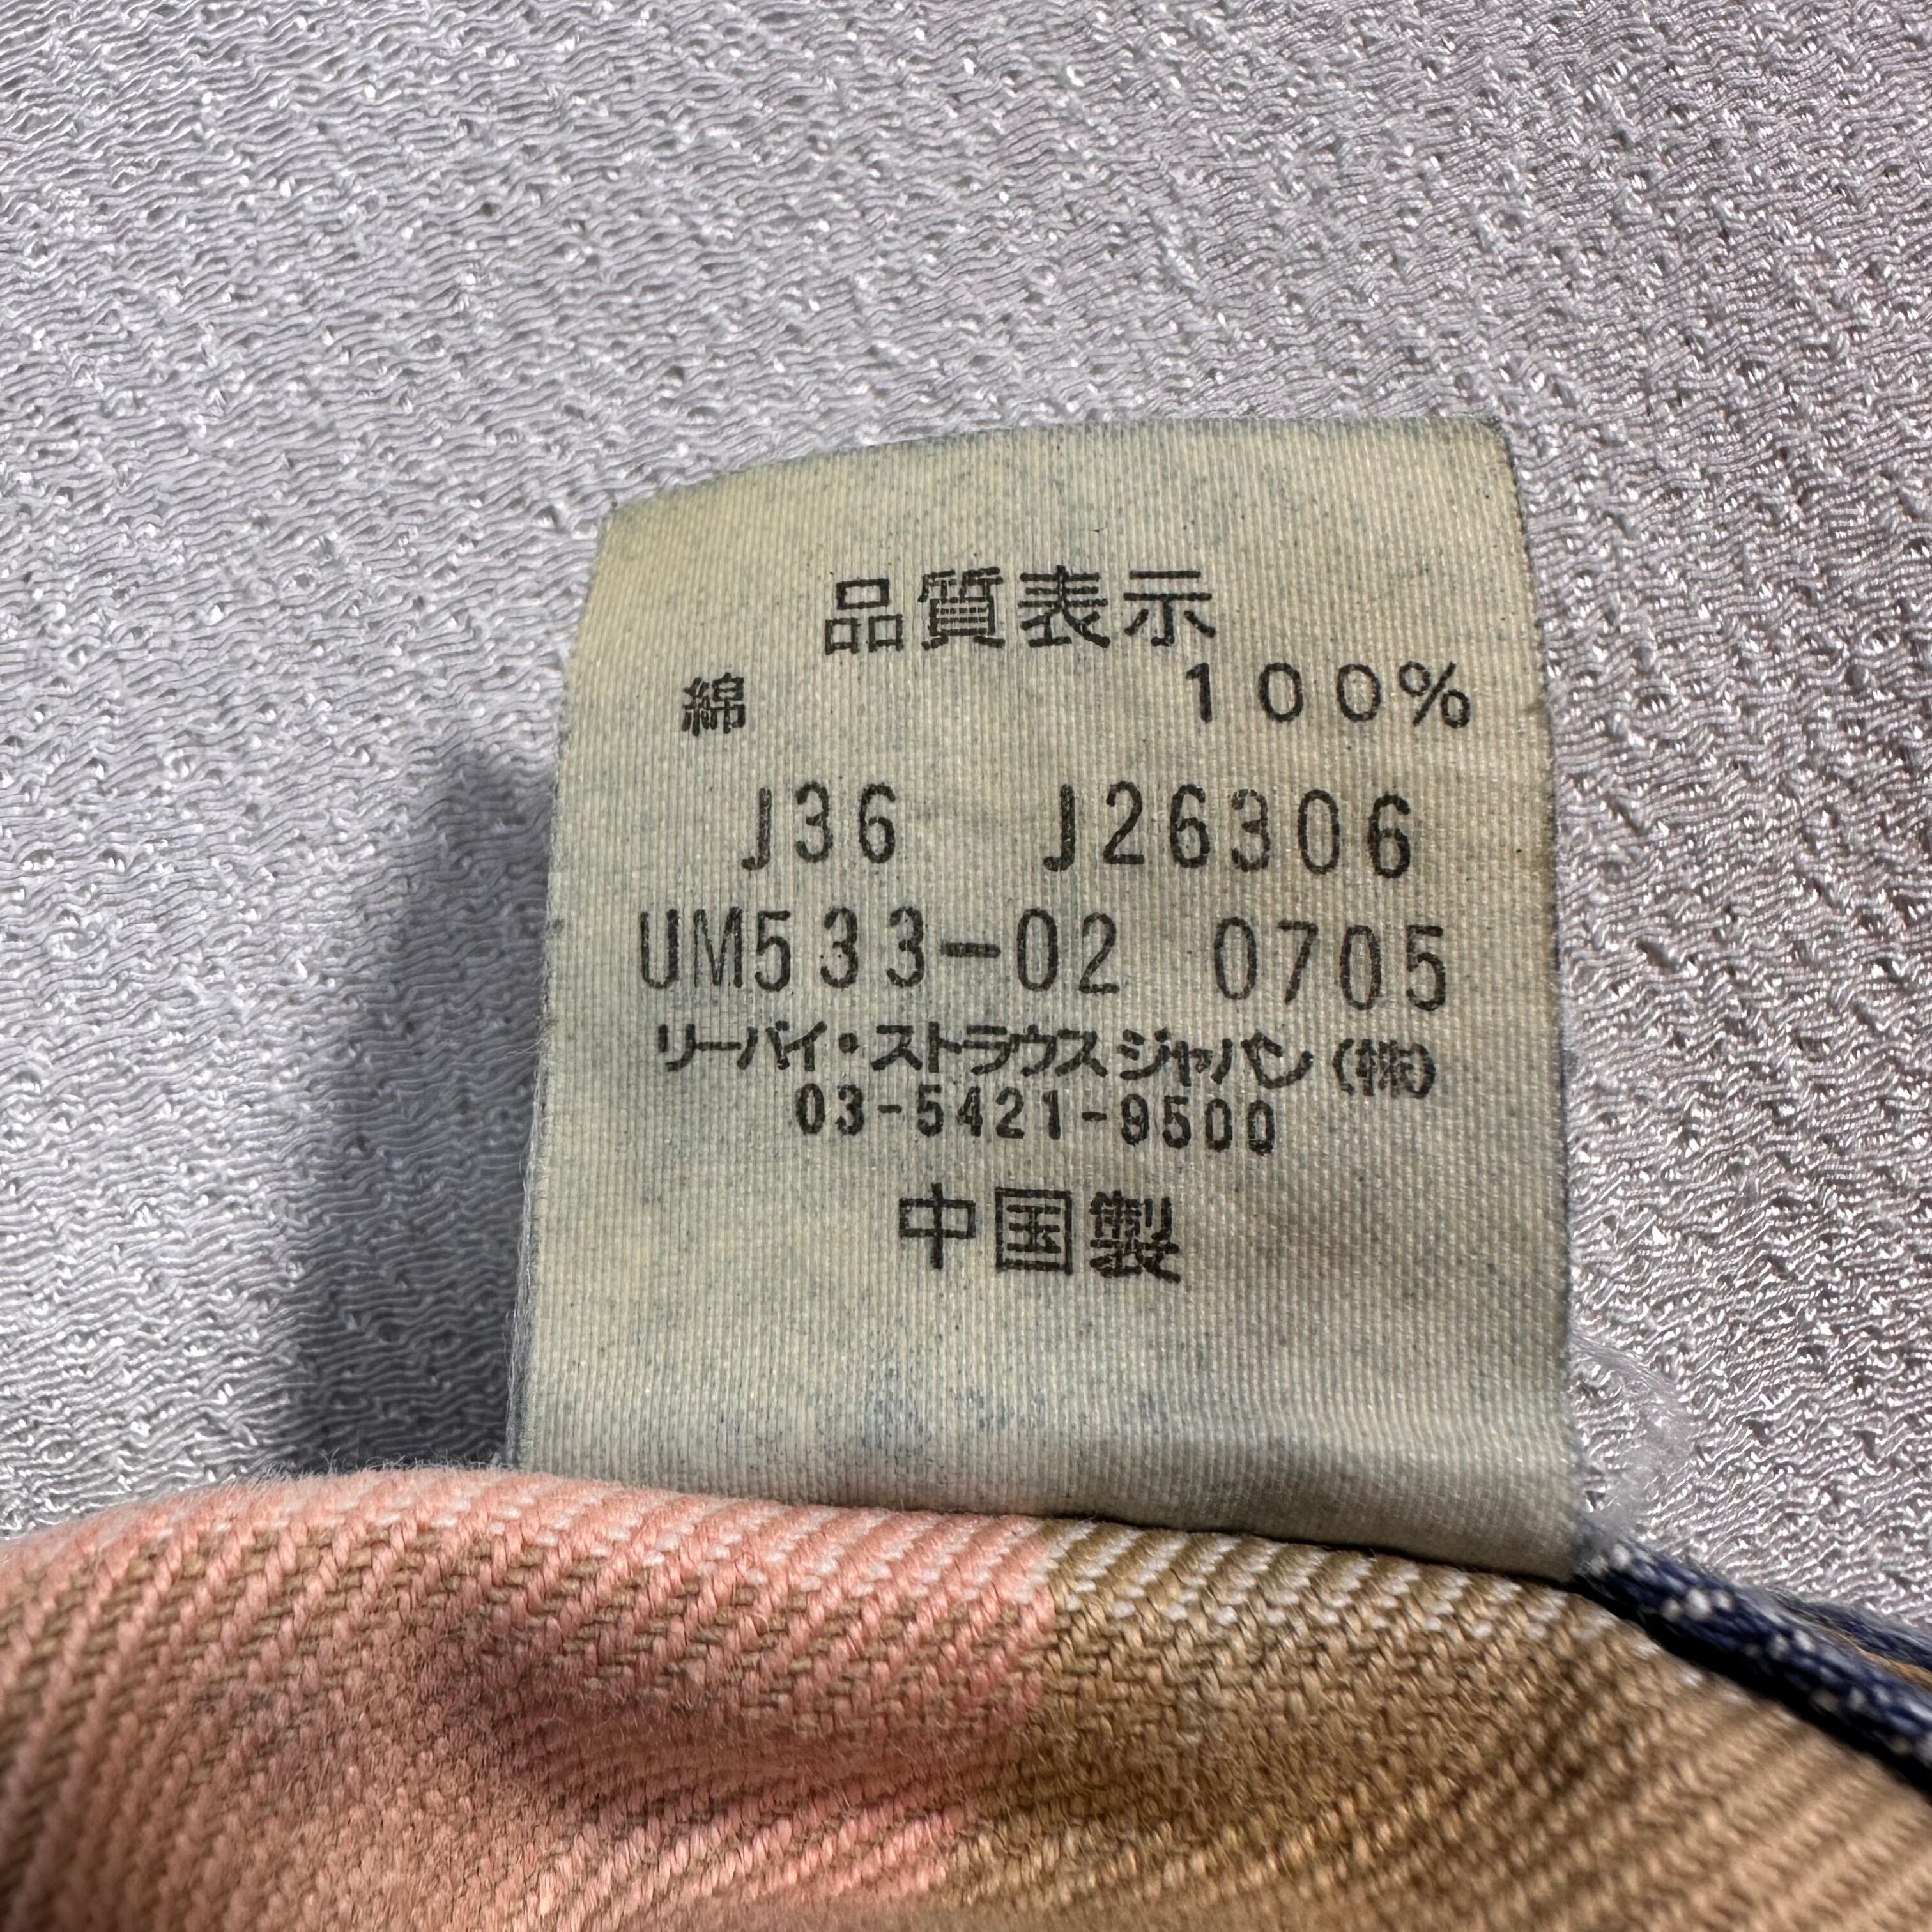 品質表示
綿 100%
J36 J26306
UM533-02 0705
リーバイ・ストラウス ジャパン(株)
03-5421-9500
中国製